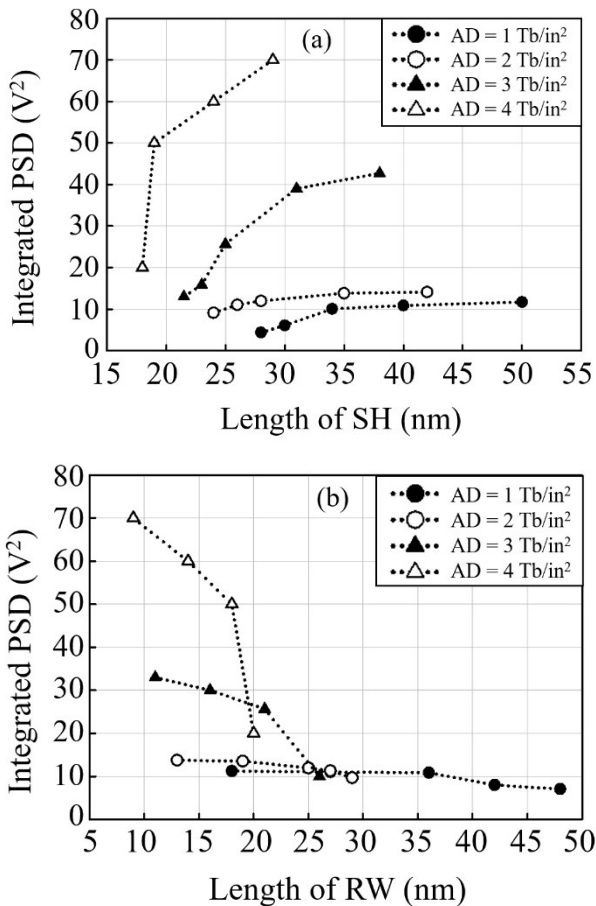 (a)
AD = 1 Tb/in²
AD = 2 Tb/in²
AD = 3 Tb/in²
AD = 4 Tb/in²
Integrated PSD (V²)
80
70
60
50
40
30
20
10
0
15 20 25 30 35 40 45 50 55
Length of SH (nm)
(b)
AD = 1 Tb/in²
AD = 2 Tb/in²
AD = 3 Tb/in²
AD = 4 Tb/in²
Integrated PSD (V²)
80
70
60
50
40
30
20
10
0
5 10 15 20 25 30 35 40 45 50
Length of RW (nm)